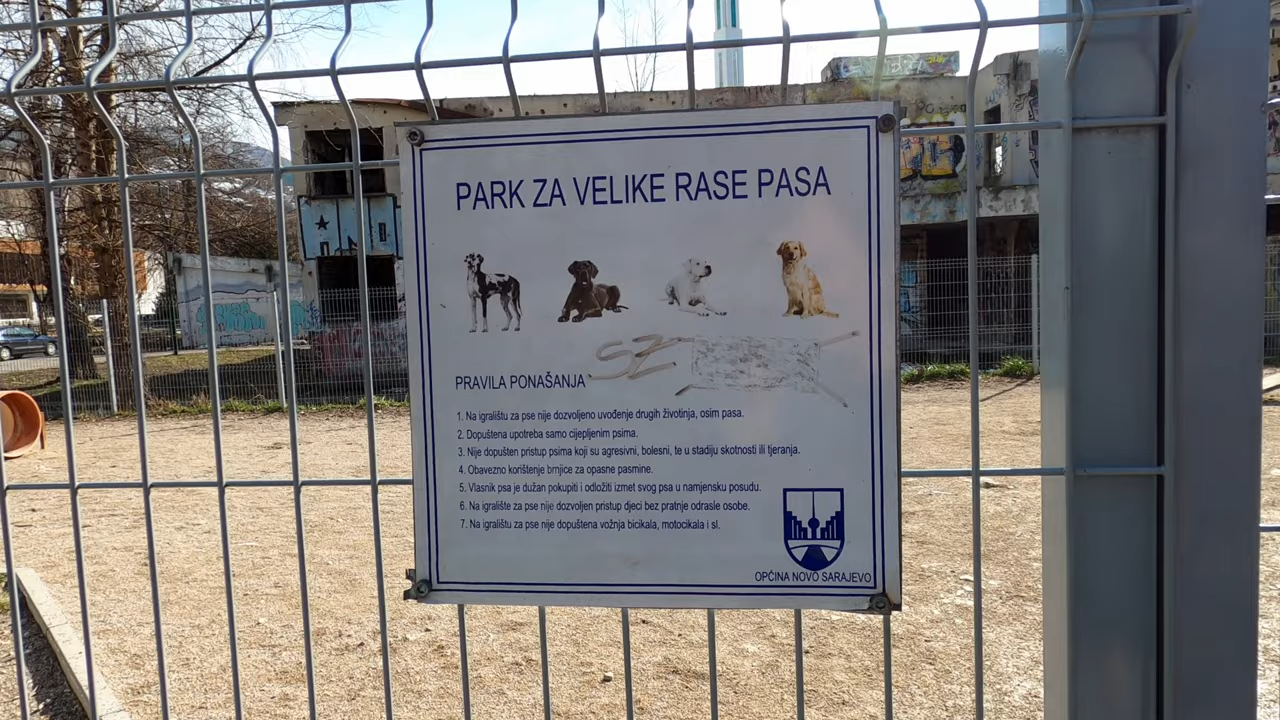 PARK ZA VELIKE RASE PASA
SZ
PRAVILA PONAŠANJA
1. Na igralištu za pse nije dozvoljeno uvođenje drugih životinja, osim pasa.
2. Dopuštena upotreba samo cijepljenim psima.
3. Nije dopušten pristup psima koji su agresivni, bolesni, te u stadiju skotnosti ili tjeranja.
4. Obavezno korištenje brnjice za opasne pasmine.
5. Vlasnik psa je dužan pokupiti i odložiti izmet svog psa u namjensku posudu.
6. Na igralište za pse nije dozvoljen pristup djeci bez pratnje odrasle osobe.
7. Na igralištu za pse nije dopuštena vožnja bicikala, motocikala i sl.
OPĆINA NOVO SARAJEVO